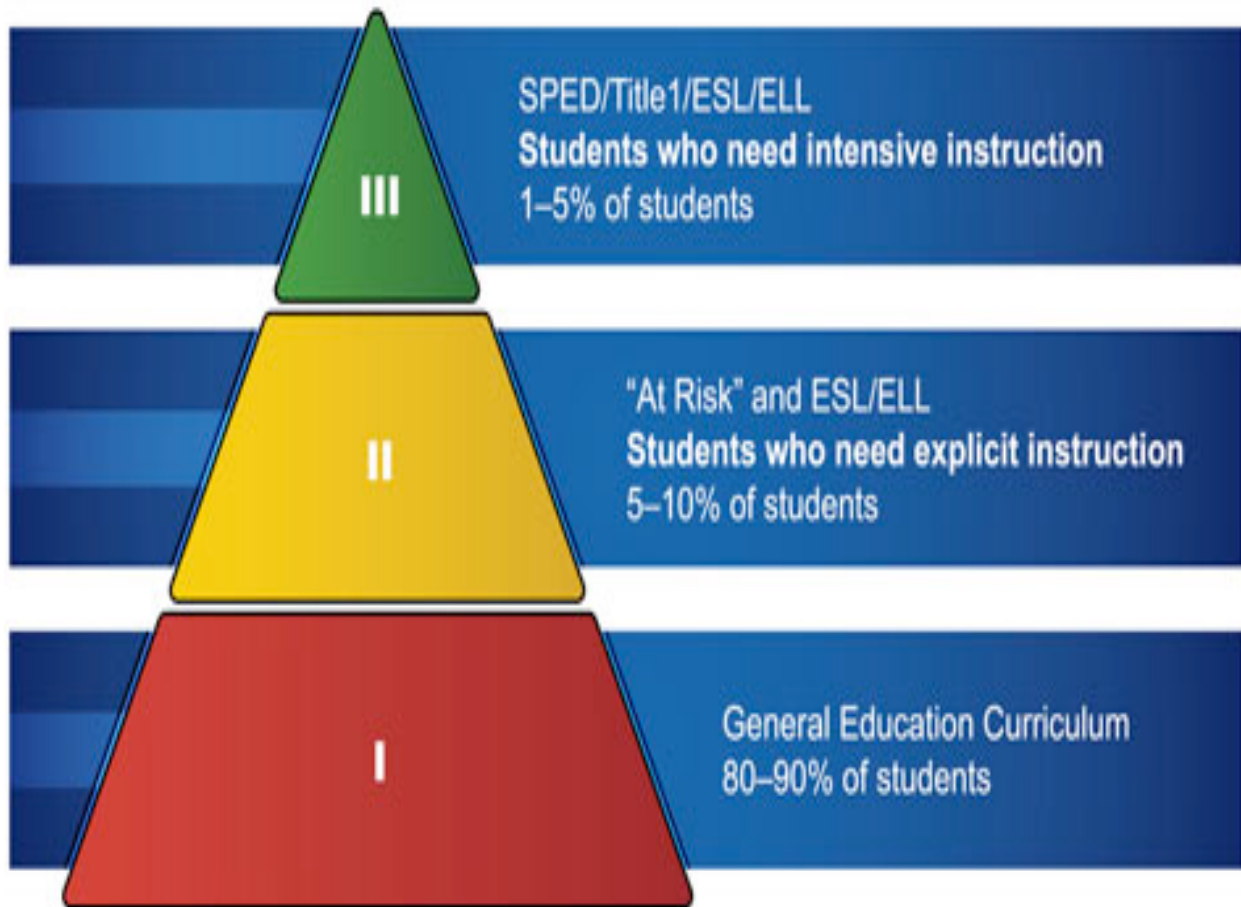 SPED/Title1/ESL/ELL
Students who need intensive instruction
1–5% of students
III
"At Risk" and ESL/ELL
Students who need explicit instruction
5–10% of students
II
General Education Curriculum
80–90% of students
I